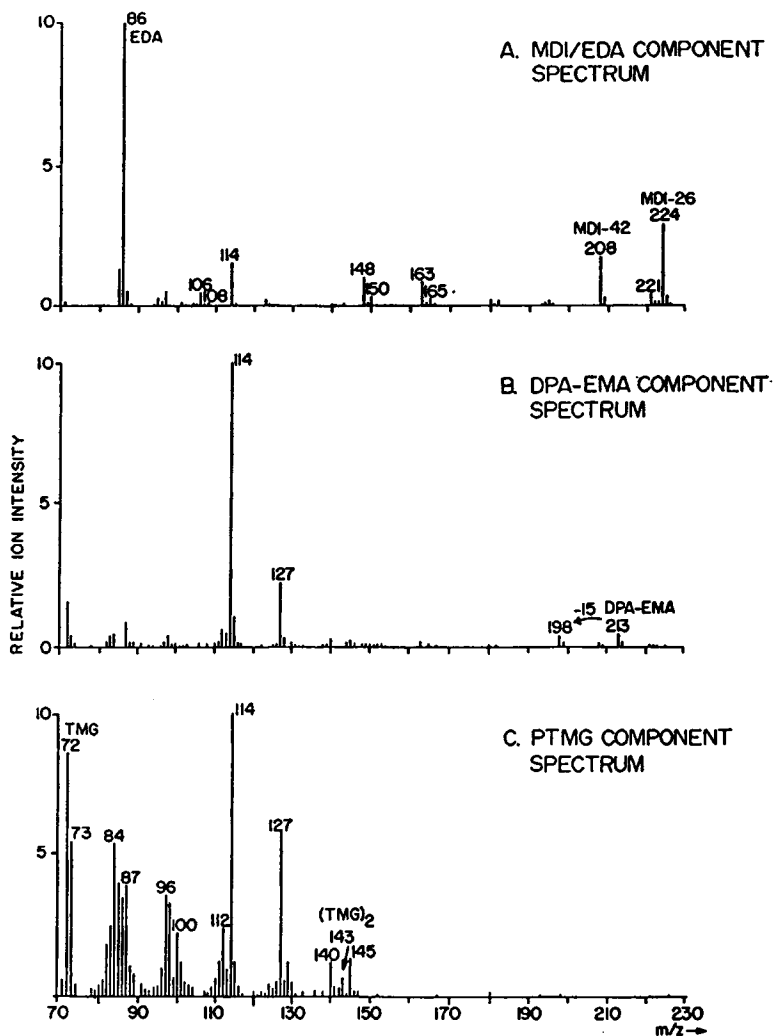 RELATIVE ION INTENSITY
A. MDI/EDA COMPONENT
SPECTRUM
10
5
0
86
EDA
106
108
114
148
150
163
165
MDI-42
208
MDI-26
224
221
B. DPA-EMA COMPONENT
SPECTRUM
10
5
0
114
127
-15 DPA-EMA
198 213
C. PTMG COMPONENT
SPECTRUM
10
5
TMG
72
73
84
87
96
100
112
114
127
(TMG)2
140
143
145
70 90 110 130 150 170 190 210 230
m/z→